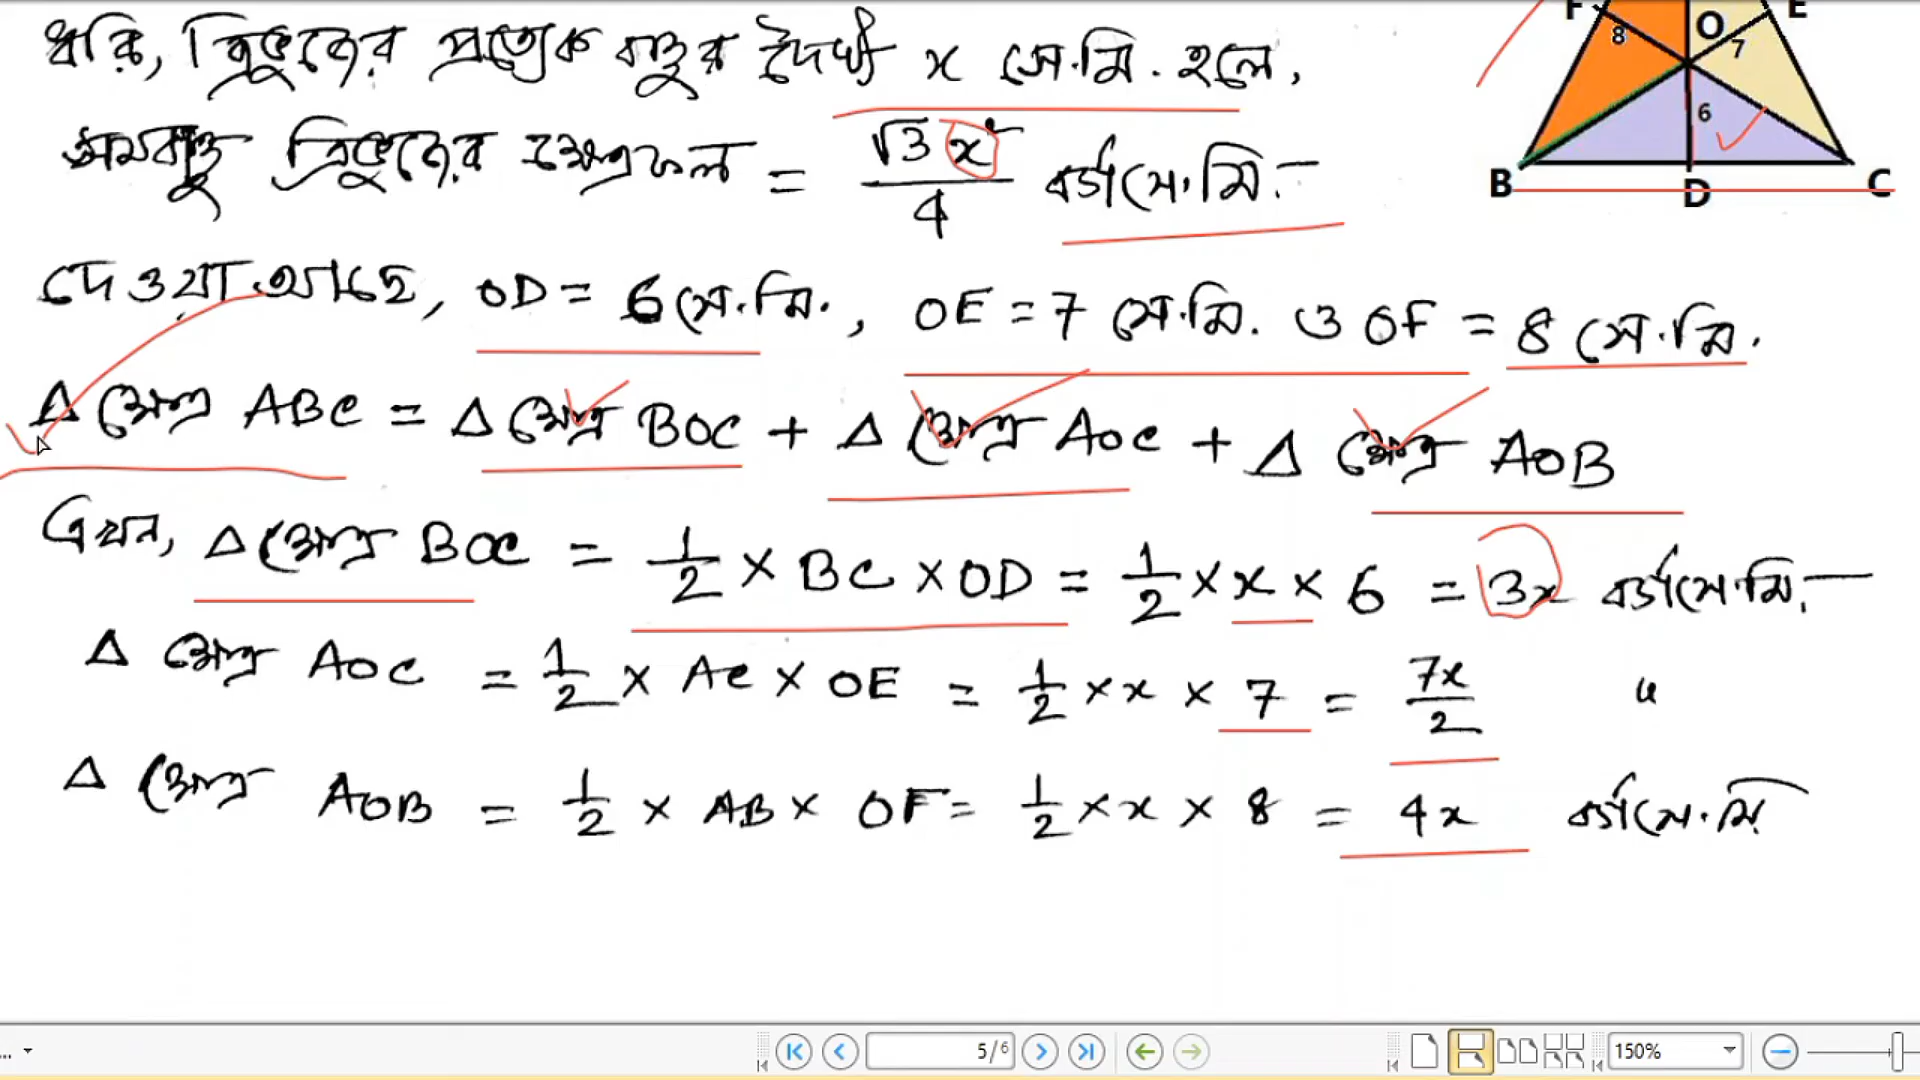 ধরি, ত্রিভুজের প্রত্যেক বাহুর দৈর্ঘ্য x সে.মি. হলে,
সমবাহু ত্রিভুজের ক্ষেত্রফল = √3x²/4 বর্গসে.মি.
দেওয়া আছে, OD = 6 সে.মি., OE = 7 সে.মি. ও OF = 8 সে.মি.
Δ ক্ষেত্র ABC = Δ ক্ষেত্র BOC + Δ ক্ষেত্র AOC + Δ ক্ষেত্র AOB
এখন, Δক্ষেত্র BOC = 1/2 × BC × OD = 1/2 × x × 6 = 3x বর্গসে.মি.
Δ ক্ষেত্র AOC = 1/2 × AC × OE = 1/2 × x × 7 = 7x/2 "
Δ ক্ষেত্র AOB = 1/2 × AB × OF = 1/2 × x × 8 = 4x বর্গসে.মি.
F O E
8 7
6
B D C
... 5/6 150%